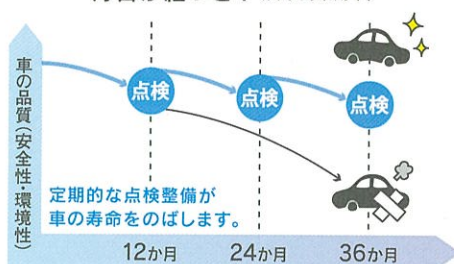 車の品質(安全性・環境性)
点検
点検
点検
定期的な点検整備が
車の寿命をのばします。
12か月
24か月
36か月